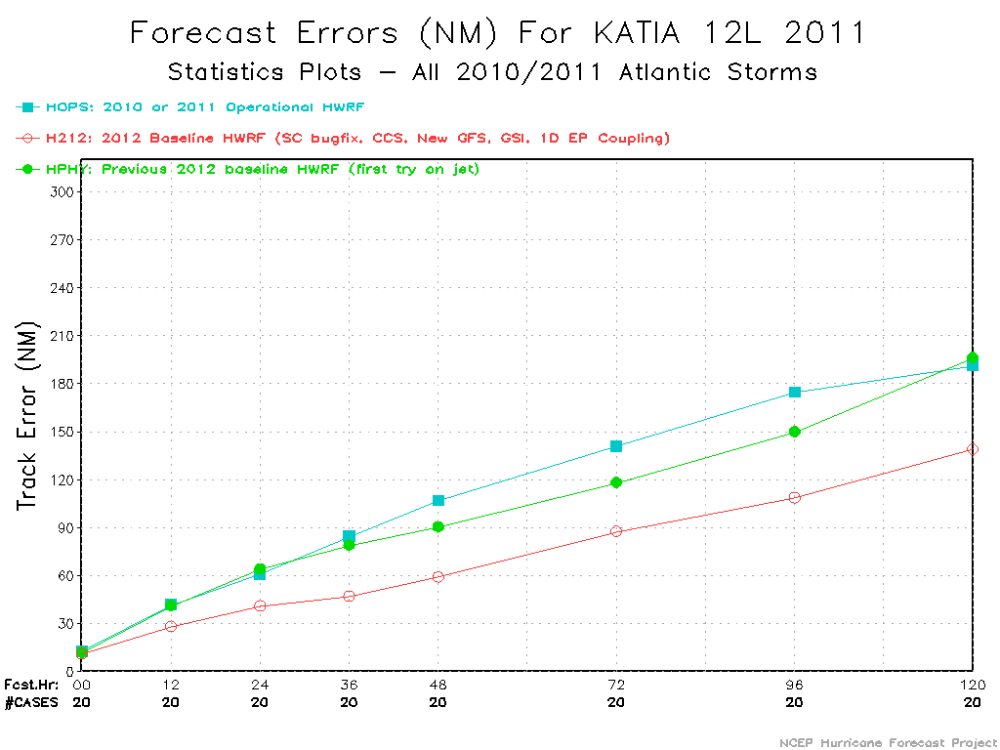 Forecast Errors (NM) For KATIA 12L 2011
Statistics Plots - All 2010/2011 Atlantic Storms
HOPS: 2010 or 2011 Operational HWRF
H212: 2012 Baseline HWRF (SC bugfix, CCS, New GFS, GSI, 1D EP Coupling)
HPHY: Previous 2012 baseline HWRF (first try on jet)
300
270
240
210
180
150
120
90
60
30
0
Track Error (NM)
Fcst.Hr: 00 12 24 36 48 72 96 120
#CASES 20 20 20 20 20 20 20 20
NCEP Hurricane Forecast Project